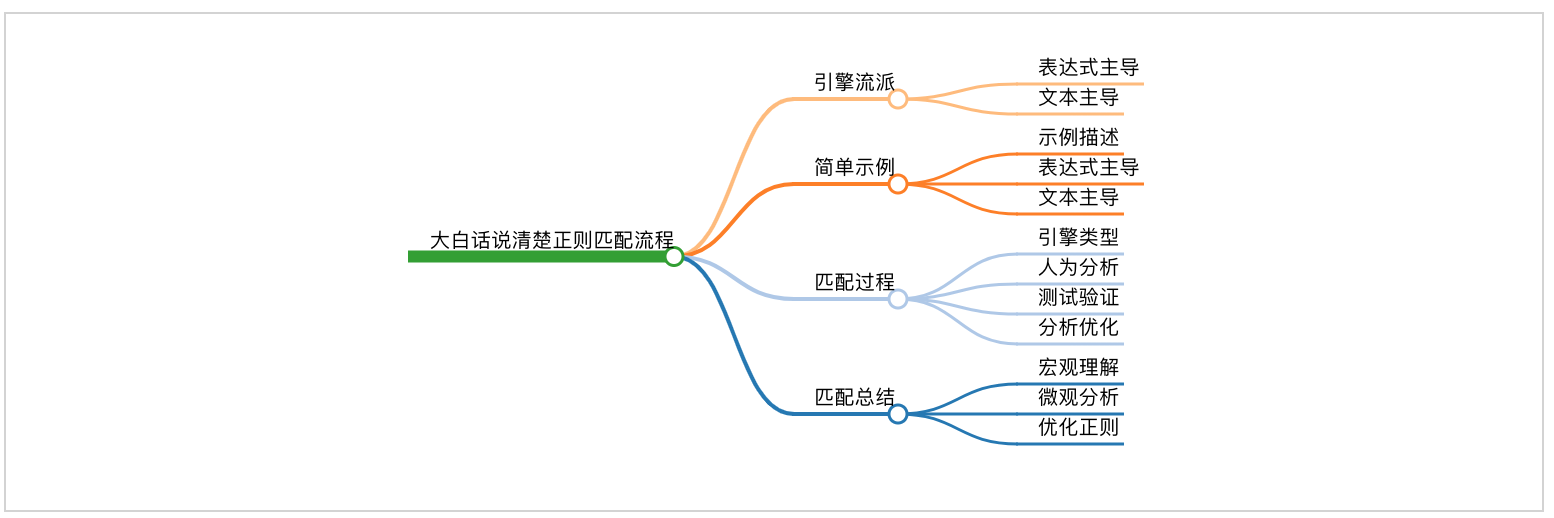 大白话说清楚正则匹配流程
引擎流派
表达式主导
文本主导
简单示例
示例描述
表达式主导
文本主导
匹配过程
引擎类型
人为分析
测试验证
分析优化
匹配总结
宏观理解
微观分析
优化正则